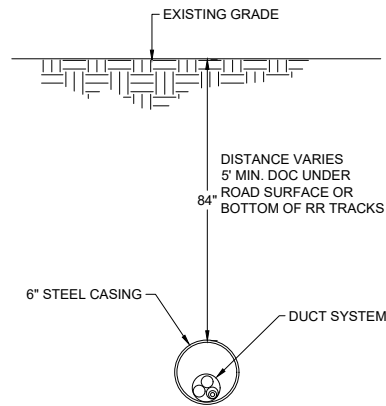 EXISTING GRADE
DISTANCE VARIES
5' MIN. DOC UNDER
ROAD SURFACE OR
BOTTOM OF RR TRACKS
84"
6" STEEL CASING
DUCT SYSTEM